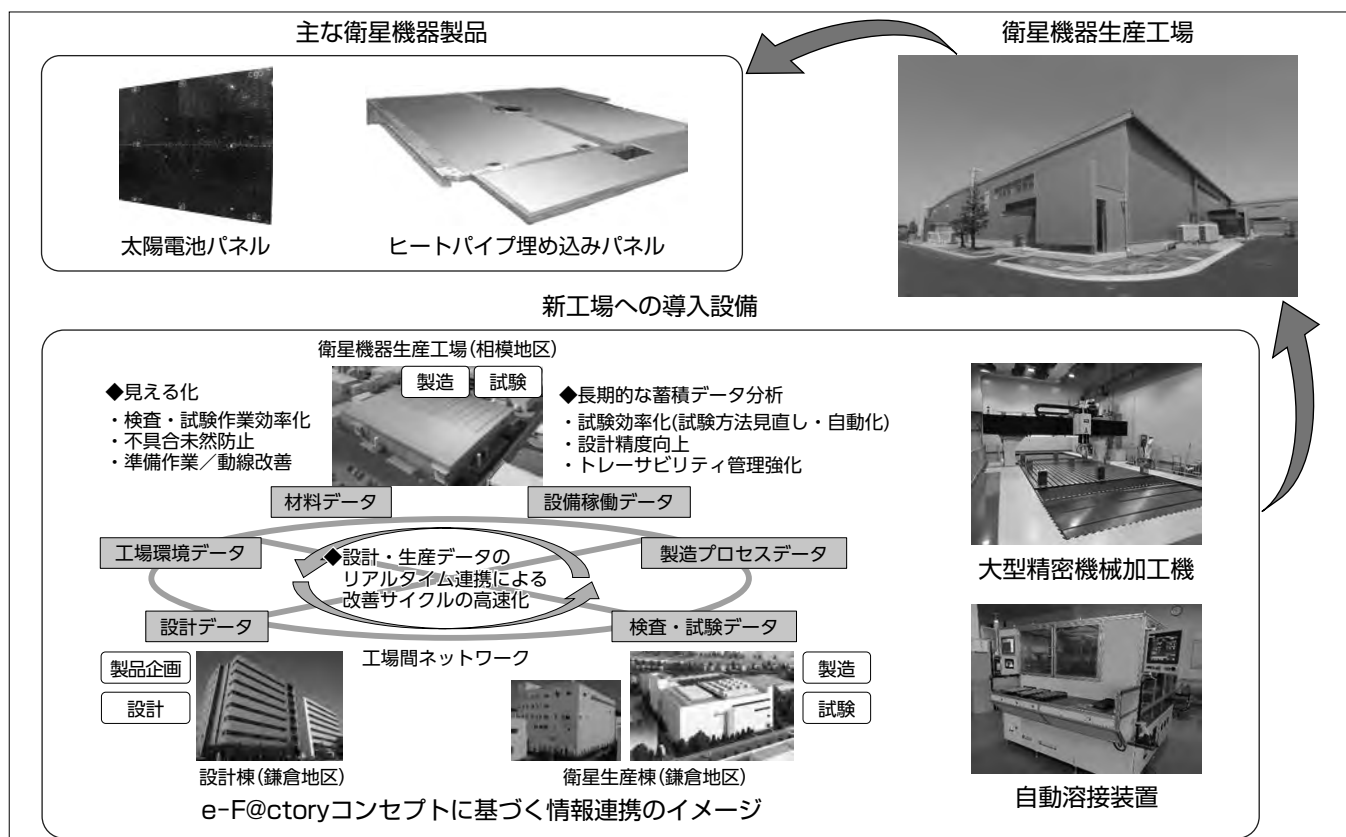 主な衛星機器製品
衛星機器生産工場
太陽電池パネル
ヒートパイプ埋め込みパネル
新工場への導入設備
衛星機器生産工場(相模地区)
製造
試験
◆見える化
・検査・試験作業効率化
・不具合未然防止
・準備作業／動線改善
◆長期的な蓄積データ分析
・試験効率化(試験方法見直し・自動化)
・設計精度向上
・トレーサビリティ管理強化
材料データ
設備稼働データ
工場環境データ
製造プロセスデータ
◆設計・生産データの
リアルタイム連携による
改善サイクルの高速化
設計データ
検査・試験データ
工場間ネットワーク
製品企画
設計
製造
試験
設計棟(鎌倉地区)
衛星生産棟(鎌倉地区)
e-F@ctoryコンセプトに基づく情報連携のイメージ
大型精密機械加工機
自動溶接装置